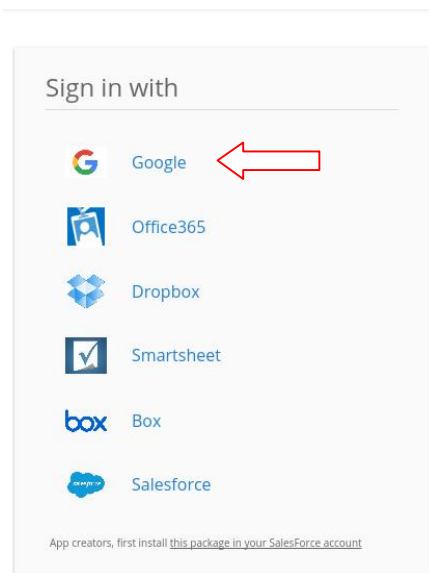 Sign in with
Google
Office365
Dropbox
Smartsheet
box Box
Salesforce
App creators, first install this package in your SalesForce account